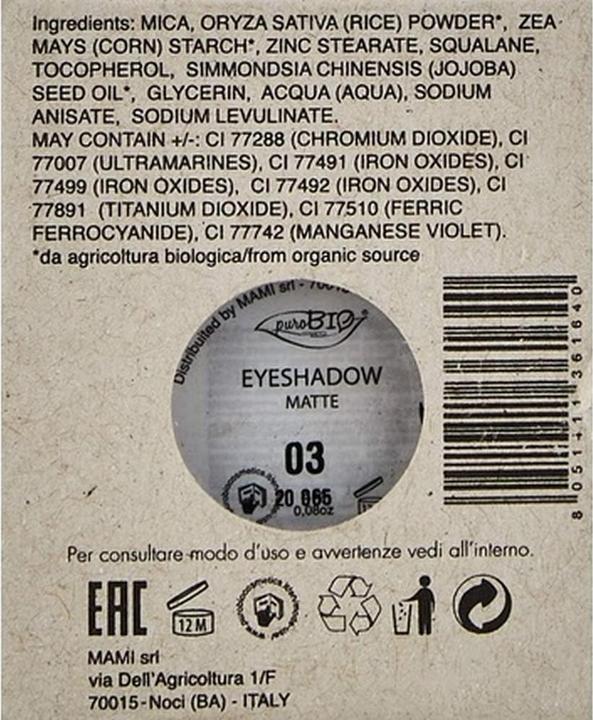 Ingredients: MICA, ORYZA SATIVA (RICE) POWDER*, ZEA
MAYS (CORN) STARCH*, ZINC STEARATE, SQUALANE,
TOCOPHEROL, SIMMONDSIA CHINENSIS (JOJOBA)
SEED OIL*, GLYCERIN, ACQUA (AQUA), SODIUM
ANISATE, SODIUM LEVULINATE.
MAY CONTAIN +/-: CI 77288 (CHROMIUM DIOXIDE), CI
77007 (ULTRAMARINES), CI 77491 (IRON OXIDES), CI
77499 (IRON OXIDES), CI 77492 (IRON OXIDES), CI
77891 (TITANIUM DIOXIDE), CI 77510 (FERRIC
FERROCYANIDE), CI 77742 (MANGANESE VIOLET).
*da agricoltura biologica/from organic source
Distribuited by MAMI srl -
puroBIO®
EYESHADOW
MATTE
03
0,08oz
8 051411 361640
Per consultare modo d'uso e avvertenze vedi all'interno.
EAC
12 M
MAMI srl
via Dell'Agricoltura 1/F
70015-Noci (BA) - ITALY